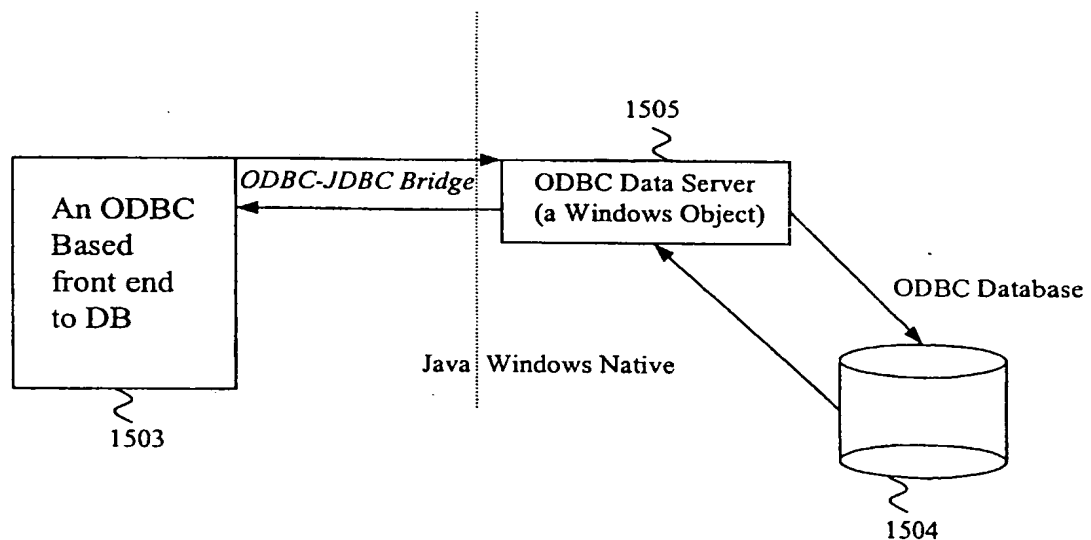 1505
ODBC-JDBC Bridge
ODBC Data Server
(a Windows Object)
An ODBC
Based
front end
to DB
ODBC Database
Java
Windows Native
1503
1504